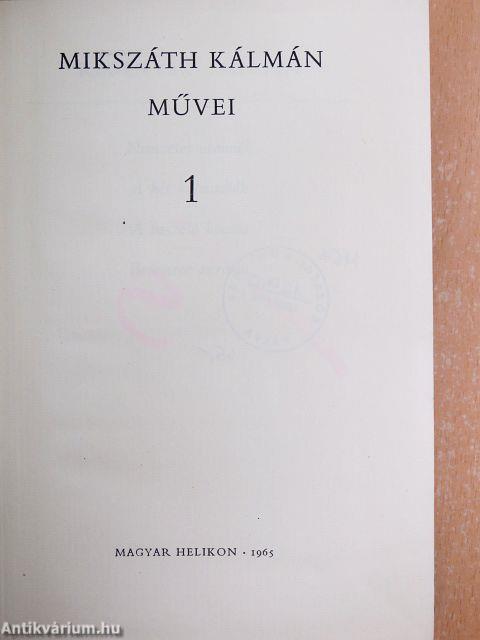 MIKSZÁTH KÁLMÁN
MŰVEI
1
MAGYAR HELIKON · 1965
Antikvárium.hu